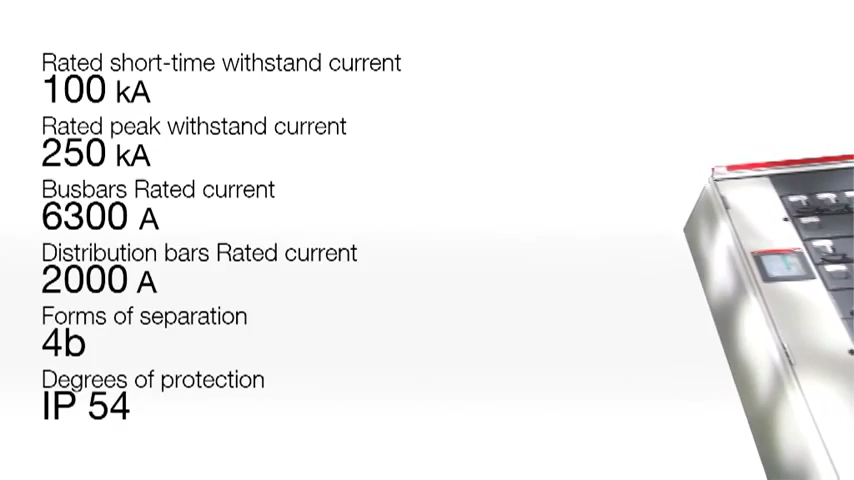 Rated short-time withstand current
100 kA
Rated peak withstand current
250 kA
Busbars Rated current
6300 A
Distribution bars Rated current
2000 A
Forms of separation
4b
Degrees of protection
IP 54